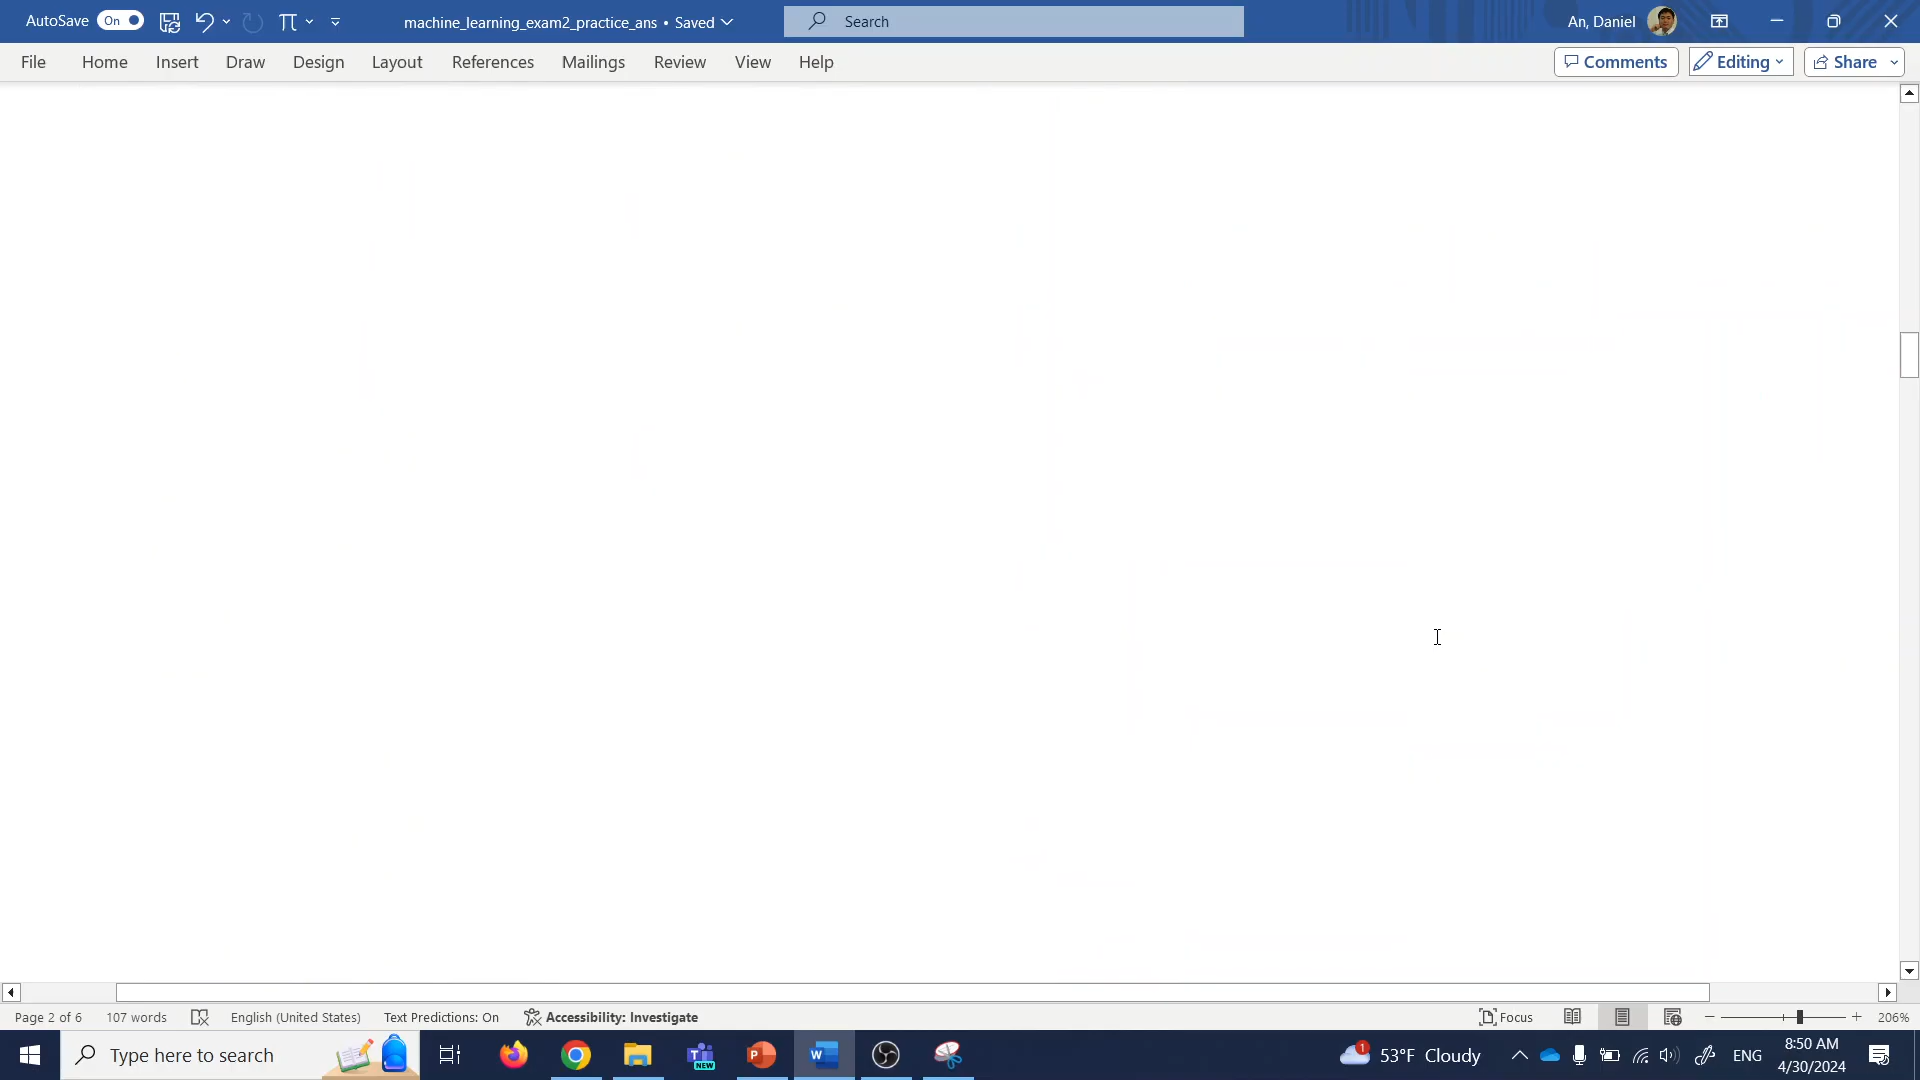 AutoSave On machine_learning_exam2_practice_ans • Saved Search An, Daniel
File Home Insert Draw Design Layout References Mailings Review View Help Comments Editing Share
Page 2 of 6 107 words English (United States) Text Predictions: On Accessibility: Investigate Focus 206%
Type here to search NEW 1 53°F Cloudy ENG 8:50 AM
4/30/2024